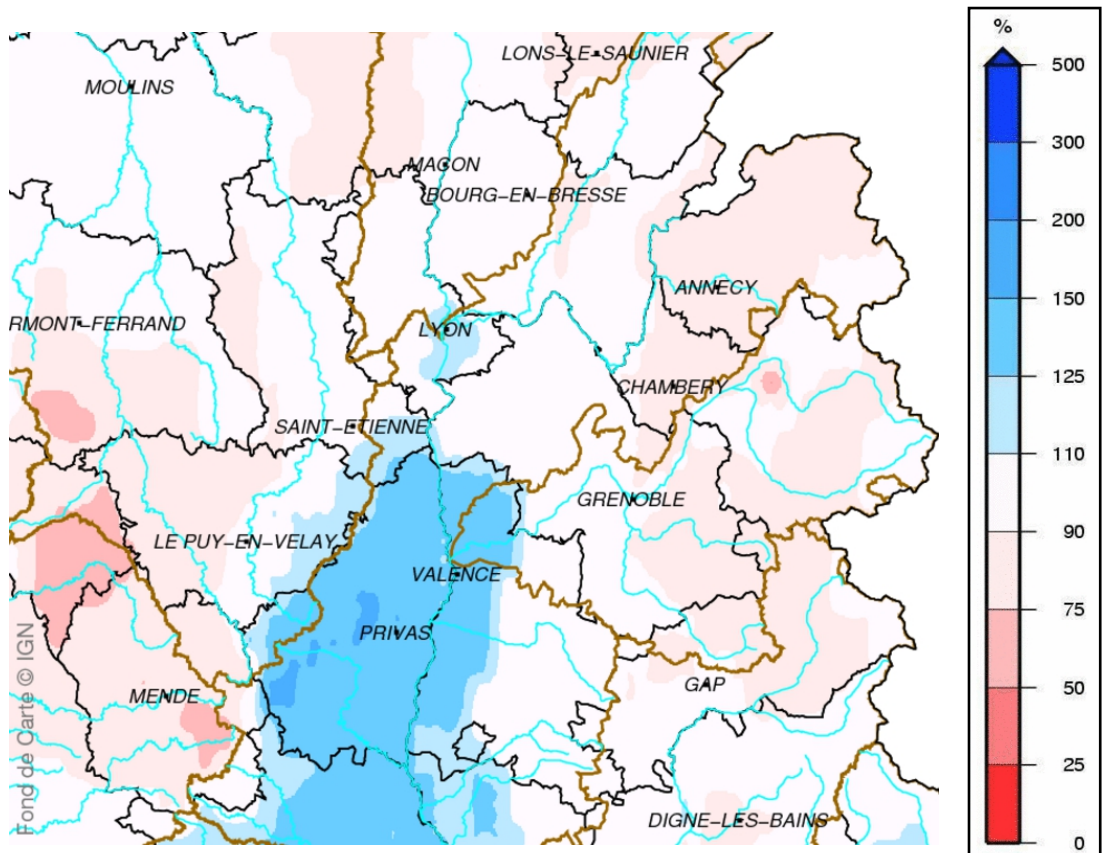 %
500
300
200
150
125
110
90
75
50
25
0
LONS-LE-SAUNIER
MOULINS
MACON
BOURG-EN-BRESSE
ANNECY
RMONT-FERRAND
LYON
CHAMBERY
SAINT-ETIENNE
GRENOBLE
LE PUY-EN-VELAY
VALENCE
PRIVAS
GAP
MENDE
DIGNE-LES-BAINS
Fond de Carte © IGN